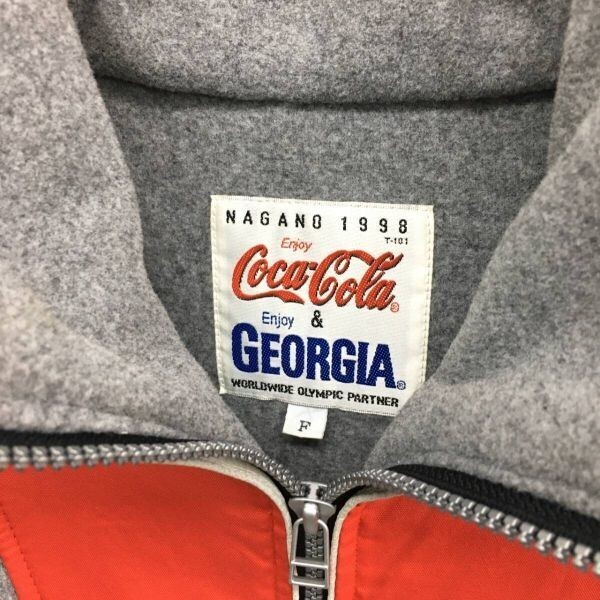 NAGANO 1998
T-101
Enjoy
Coca-Cola®
Enjoy &
GEORGIA®
WORLDWIDE OLYMPIC PARTNER
F